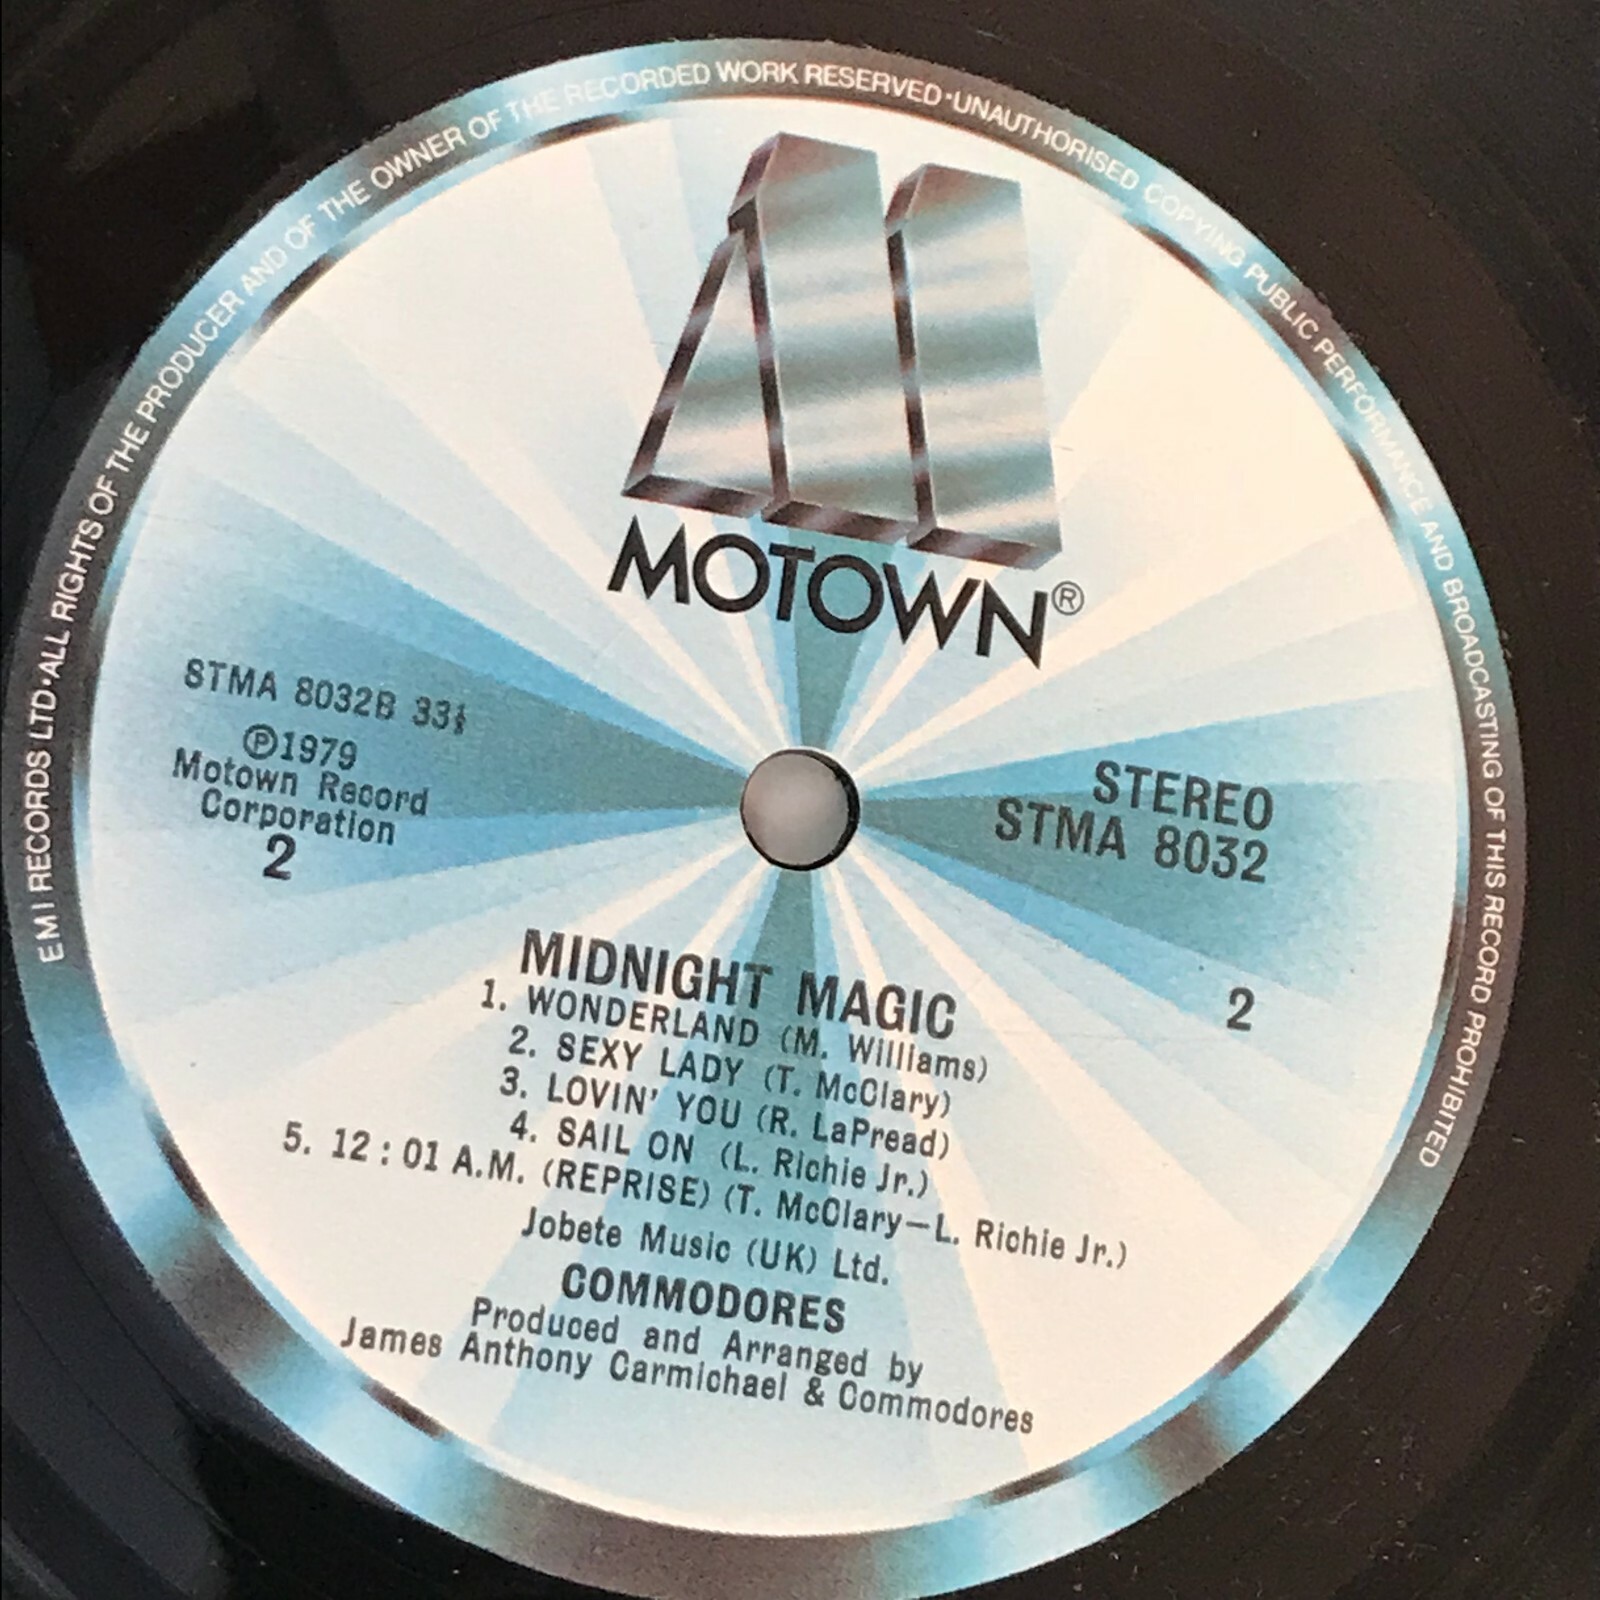 E M I RECORDS LTD·ALL RIGHTS OF THE PRODUCER AND OF THE OWNER OF THE RECORDED WORK RESERVED·UNAUTHORISED COPYING PUBLIC PERFORMANCE AND BROADCASTING OF THIS RECORD PROHIBITED
MOTOWN®
STMA 8032B 33⅓
Ⓟ1979
Motown Record
Corporation
2
STEREO
STMA 8032
2
MIDNIGHT MAGIC
1. WONDERLAND (M. Williams)
2. SEXY LADY (T. McClary)
3. LOVIN' YOU (R. LaPread)
4. SAIL ON (L. Richie Jr.)
5. 12 : 01 A.M. (REPRISE) (T. McClary—L. Richie Jr.)
Jobete Music (UK) Ltd.
COMMODORES
Produced and Arranged by
James Anthony Carmichael & Commodores